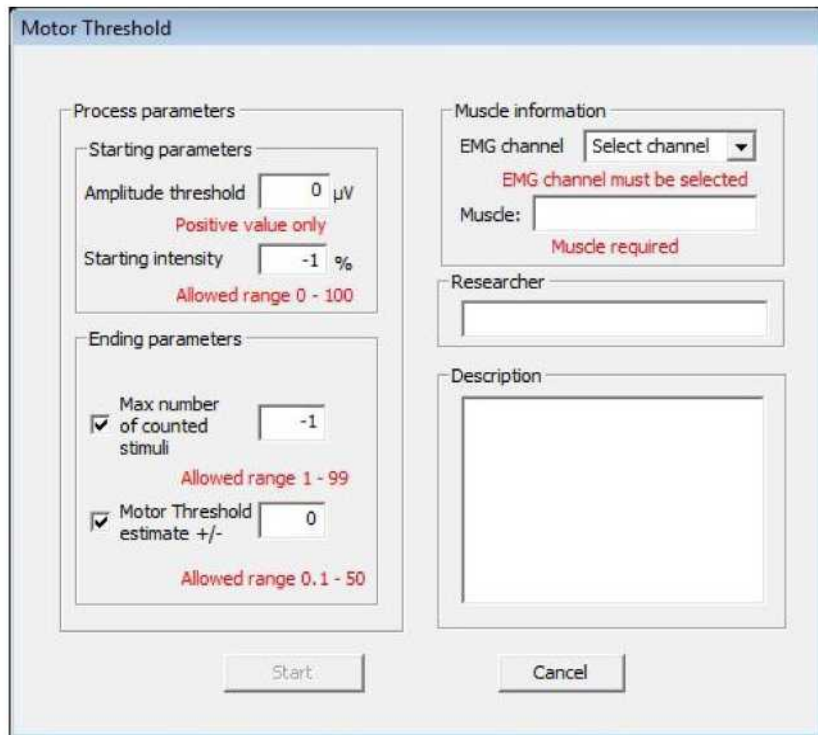 Motor Threshold
Process parameters
Starting parameters
Amplitude threshold 0 µV
Positive value only
Starting intensity -1 %
Allowed range 0 - 100
Ending parameters
Max number
of counted
stimuli
-1
Allowed range 1 - 99
Motor Threshold
estimate +/-
0
Allowed range 0.1 - 50
Muscle information
EMG channel Select channel
EMG channel must be selected
Muscle:
Muscle required
Researcher
Description
Start
Cancel